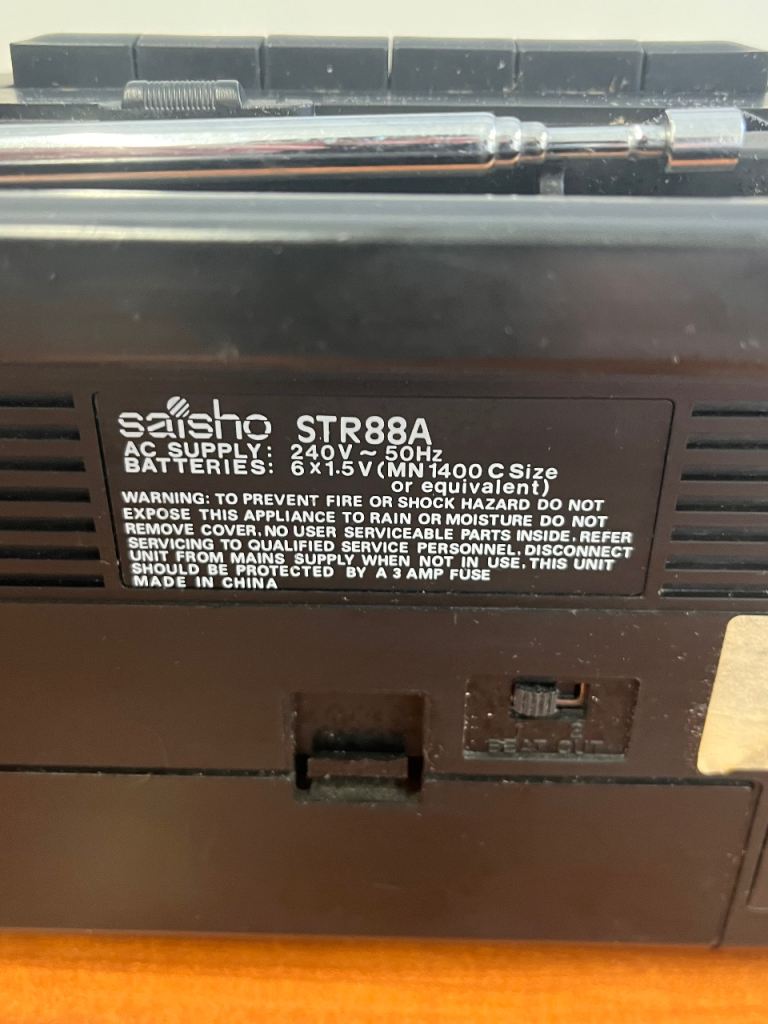 saisho STR88A
AC SUPPLY: 240V ~ 50Hz
BATTERIES: 6 x 1.5V (MN1400 C Size
or equivalent)
WARNING: TO PREVENT FIRE OR SHOCK HAZARD DO NOT
EXPOSE THIS APPLIANCE TO RAIN OR MOISTURE DO NOT
REMOVE COVER. NO USER SERVICEABLE PARTS INSIDE. REFER
SERVICING TO QUALIFIED SERVICE PERSONNEL. DISCONNECT
UNIT FROM MAINS SUPPLY WHEN NOT IN USE. THIS UNIT
SHOULD BE PROTECTED BY A 3 AMP FUSE
MADE IN CHINA
2
BEAT CUT